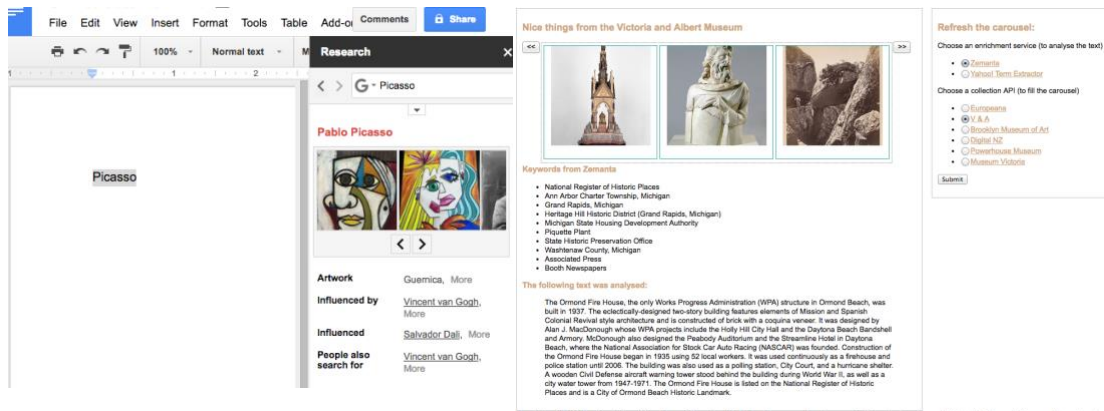 File Edit View Insert Format Tools Table Add-o
Comments
Share
100%
Normal text
M
Research
x
1
1
2
G
Picasso
Pablo Picasso
Picasso
Artwork
Guernica, More
Influenced by
Vincent van Gogh,
More
Influenced
Salvador Dali, More
People also
search for
Vincent van Gogh,
More
Nice things from the Victoria and Albert Museum
<<
>>
Keywords from Zemanta
National Register of Historic Places
Ann Arbor Charter Township, Michigan
Grand Rapids, Michigan
Heritage Hill Historic District (Grand Rapids, Michigan)
Michigan State Housing Development Authority
Piquette Plant
State Historic Preservation Office
Washtenaw County, Michigan
Associated Press
Booth Newspapers
The following text was analysed:
The Ormond Fire House, the only Works Progress Administration (WPA) structure in Ormond Beach, was
built in 1937. The eclectically-designed two-story building features elements of Mission and Spanish
Colonial Revival style architecture and is constructed of brick with a coquina veneer. It was designed by
Alan J. MacDonough whose WPA projects include the Holly Hill City Hall and the Daytona Beach Bandshell
and Armory. McDonough also designed the Peabody Auditorium and the Streamline Hotel in Daytona
Beach, where the National Association for Stock Car Auto Racing (NASCAR) was founded. Construction of
the Ormond Fire House began in 1935 using 52 local workers. It was used continuously as a firehouse and
police station until 2006. The building was also used as a polling station, City Court, and a hurricane shelter.
A wooden Civil Defense aircraft warning tower stood behind the building during World War II, as well as a
city water tower from 1947-1971. The Ormond Fire House is listed on the National Register of Historic
Places and is a City of Ormond Beach Historic Landmark.
Refresh the carousel:
Choose an enrichment service (to analyse the text)
Zemanta
Yahoo! Term Extractor
Choose a collection API (to fill the carousel)
Europeana
V & A
Brooklyn Museum of Art
Digital NZ
Powerhouse Museum
Museum Victoria
Submit